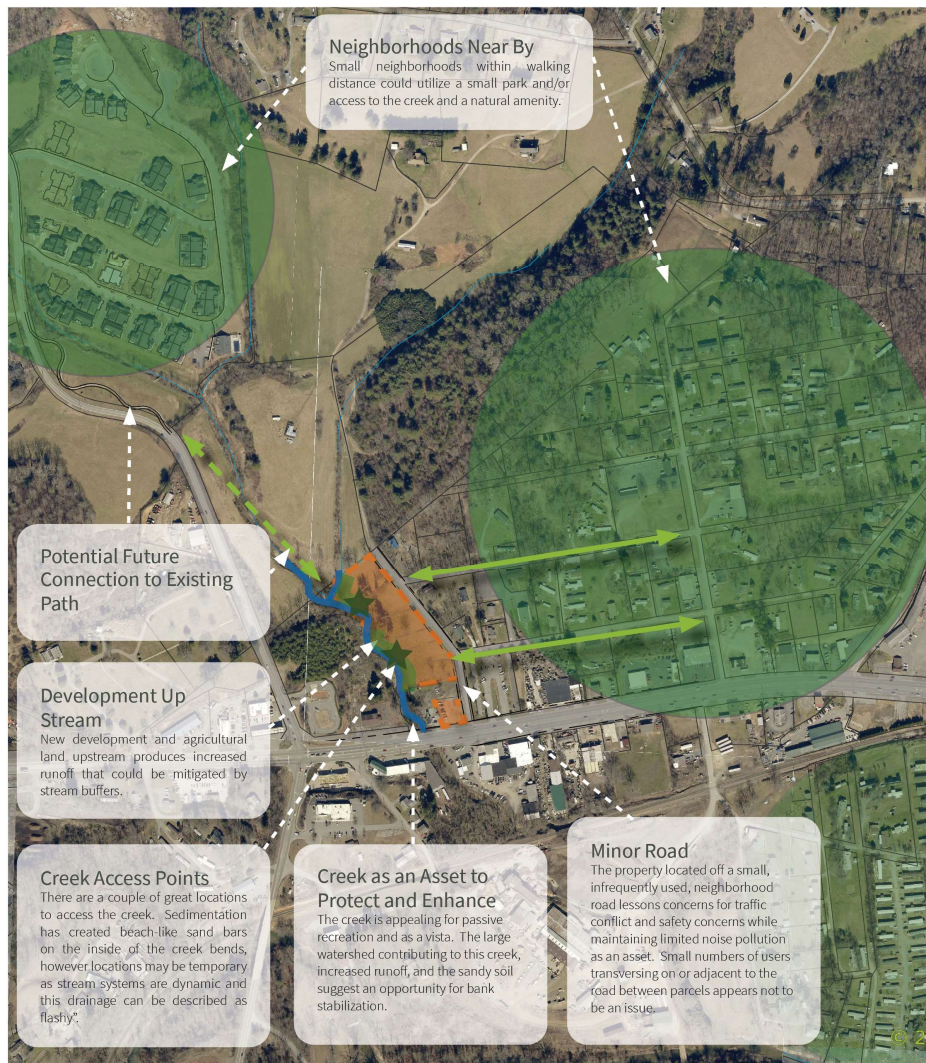 Neighborhoods Near By
Small neighborhoods within walking
distance could utilize a small park and/or
access to the creek and a natural amenity.
Potential Future
Connection to Existing
Path
Development Up
Stream
New development and agricultural
land upstream produces increased
runoff that could be mitigated by
stream buffers.
Creek Access Points
There are a couple of great locations
to access the creek. Sedimentation
has created beach-like sand bars
on the inside of the creek bends,
however locations may be temporary
as stream systems are dynamic and
this drainage can be described as
flashy”.
Creek as an Asset to
Protect and Enhance
The creek is appealing for passive
recreation and as a vista. The large
watershed contributing to this creek,
increased runoff, and the sandy soil
suggest an opportunity for bank
stabilization.
Minor Road
The property located off a small,
infrequently used, neighborhood
road lessons concerns for traffic
conflict and safety concerns while
maintaining limited noise pollution
as an asset. Small numbers of users
transversing on or adjacent to the
road between parcels appears not to
be an issue.
© 2